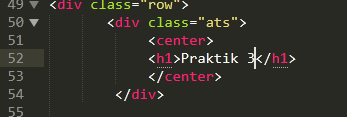 49 <div class="row">
50 <div class="ats">
51 <center>
52 <h1>Praktik 3</h1>
53 </center>
54 </div>
55